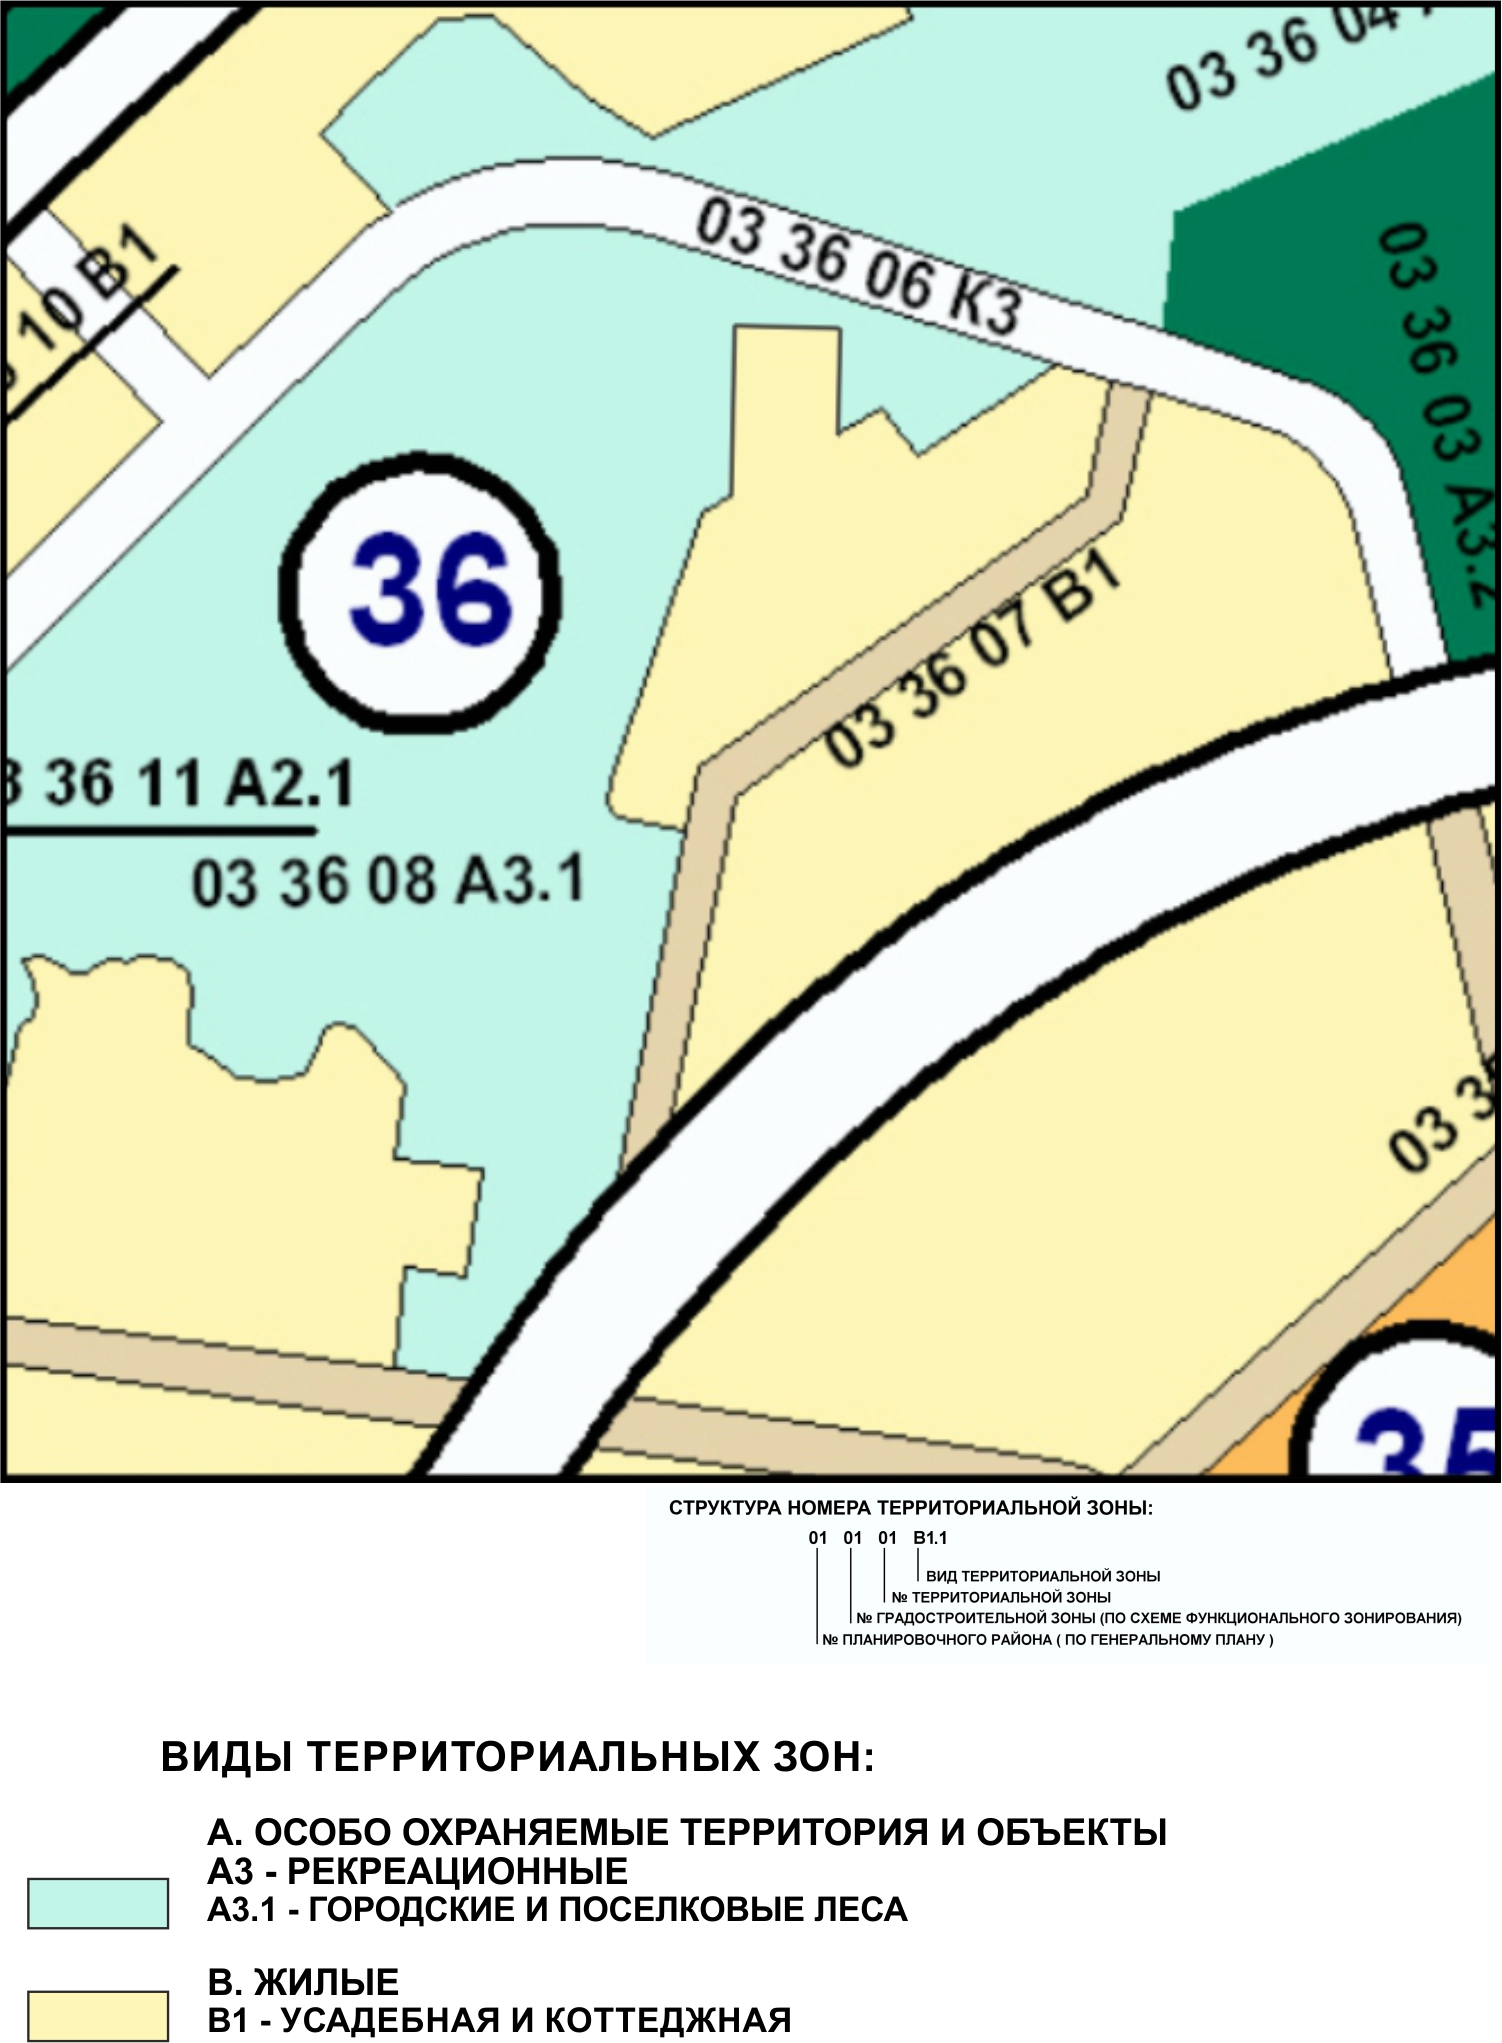 03 36 04
03 36 06 К3
03 36 03 А3.2
10 В1
36
03 36 07 В1
36 11 А2.1
03 36 08 А3.1
03
35
СТРУКТУРА НОМЕРА ТЕРРИТОРИАЛЬНОЙ ЗОНЫ:
01 01 01 В1.1
ВИД ТЕРРИТОРИАЛЬНОЙ ЗОНЫ
№ ТЕРРИТОРИАЛЬНОЙ ЗОНЫ
№ ГРАДОСТРОИТЕЛЬНОЙ ЗОНЫ (ПО СХЕМЕ ФУНКЦИОНАЛЬНОГО ЗОНИРОВАНИЯ)
№ ПЛАНИРОВОЧНОГО РАЙОНА ( ПО ГЕНЕРАЛЬНОМУ ПЛАНУ )
ВИДЫ ТЕРРИТОРИАЛЬНЫХ ЗОН:
А. ОСОБО ОХРАНЯЕМЫЕ ТЕРРИТОРИЯ И ОБЪЕКТЫ
А3 - РЕКРЕАЦИОННЫЕ
А3.1 - ГОРОДСКИЕ И ПОСЕЛКОВЫЕ ЛЕСА
В. ЖИЛЫЕ
В1 - УСАДЕБНАЯ И КОТТЕДЖНАЯ